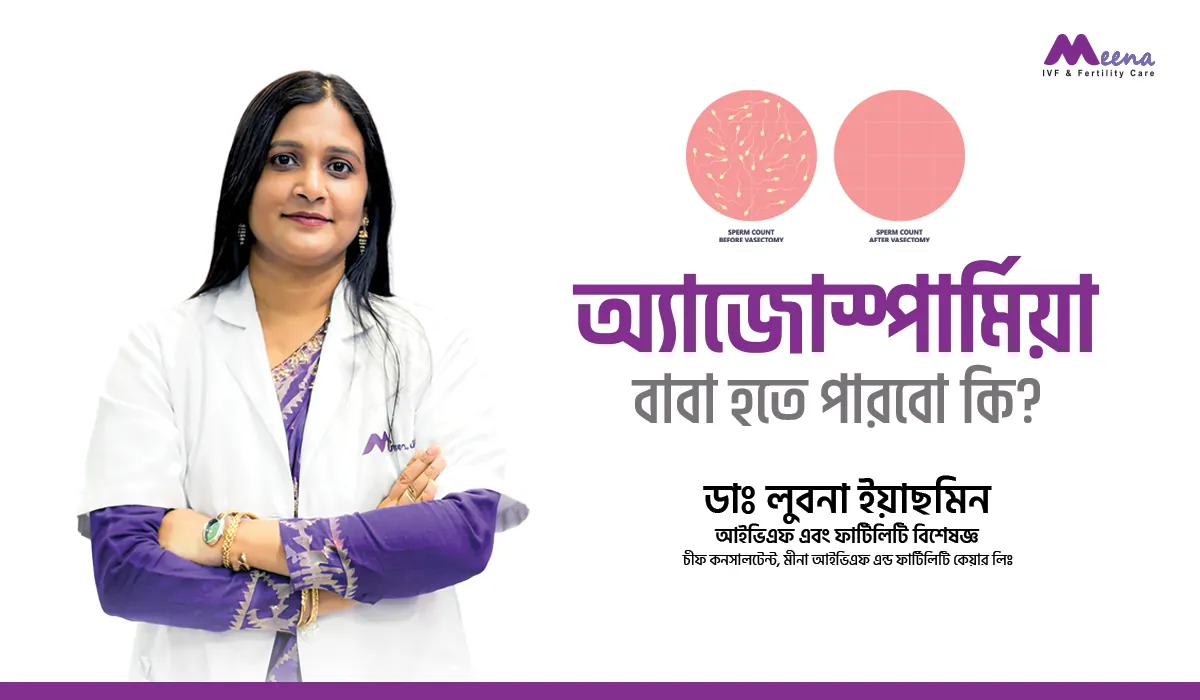 Meena
IVF & Fertility Care
SPERM COUNT
BEFORE VASECTOMY
SPERM COUNT
AFTER VASECTOMY
অ্যাজোস্পার্মিয়া
বাবা হতে পারবো কি?
ডাঃ লুবনা ইয়াছমিন
আইভিএফ এবং ফার্টিলিটি বিশেষজ্ঞ
চীফ কনসালটেন্ট, মীনা আইভিএফ এন্ড ফার্টিলিটি কেয়ার লিঃ